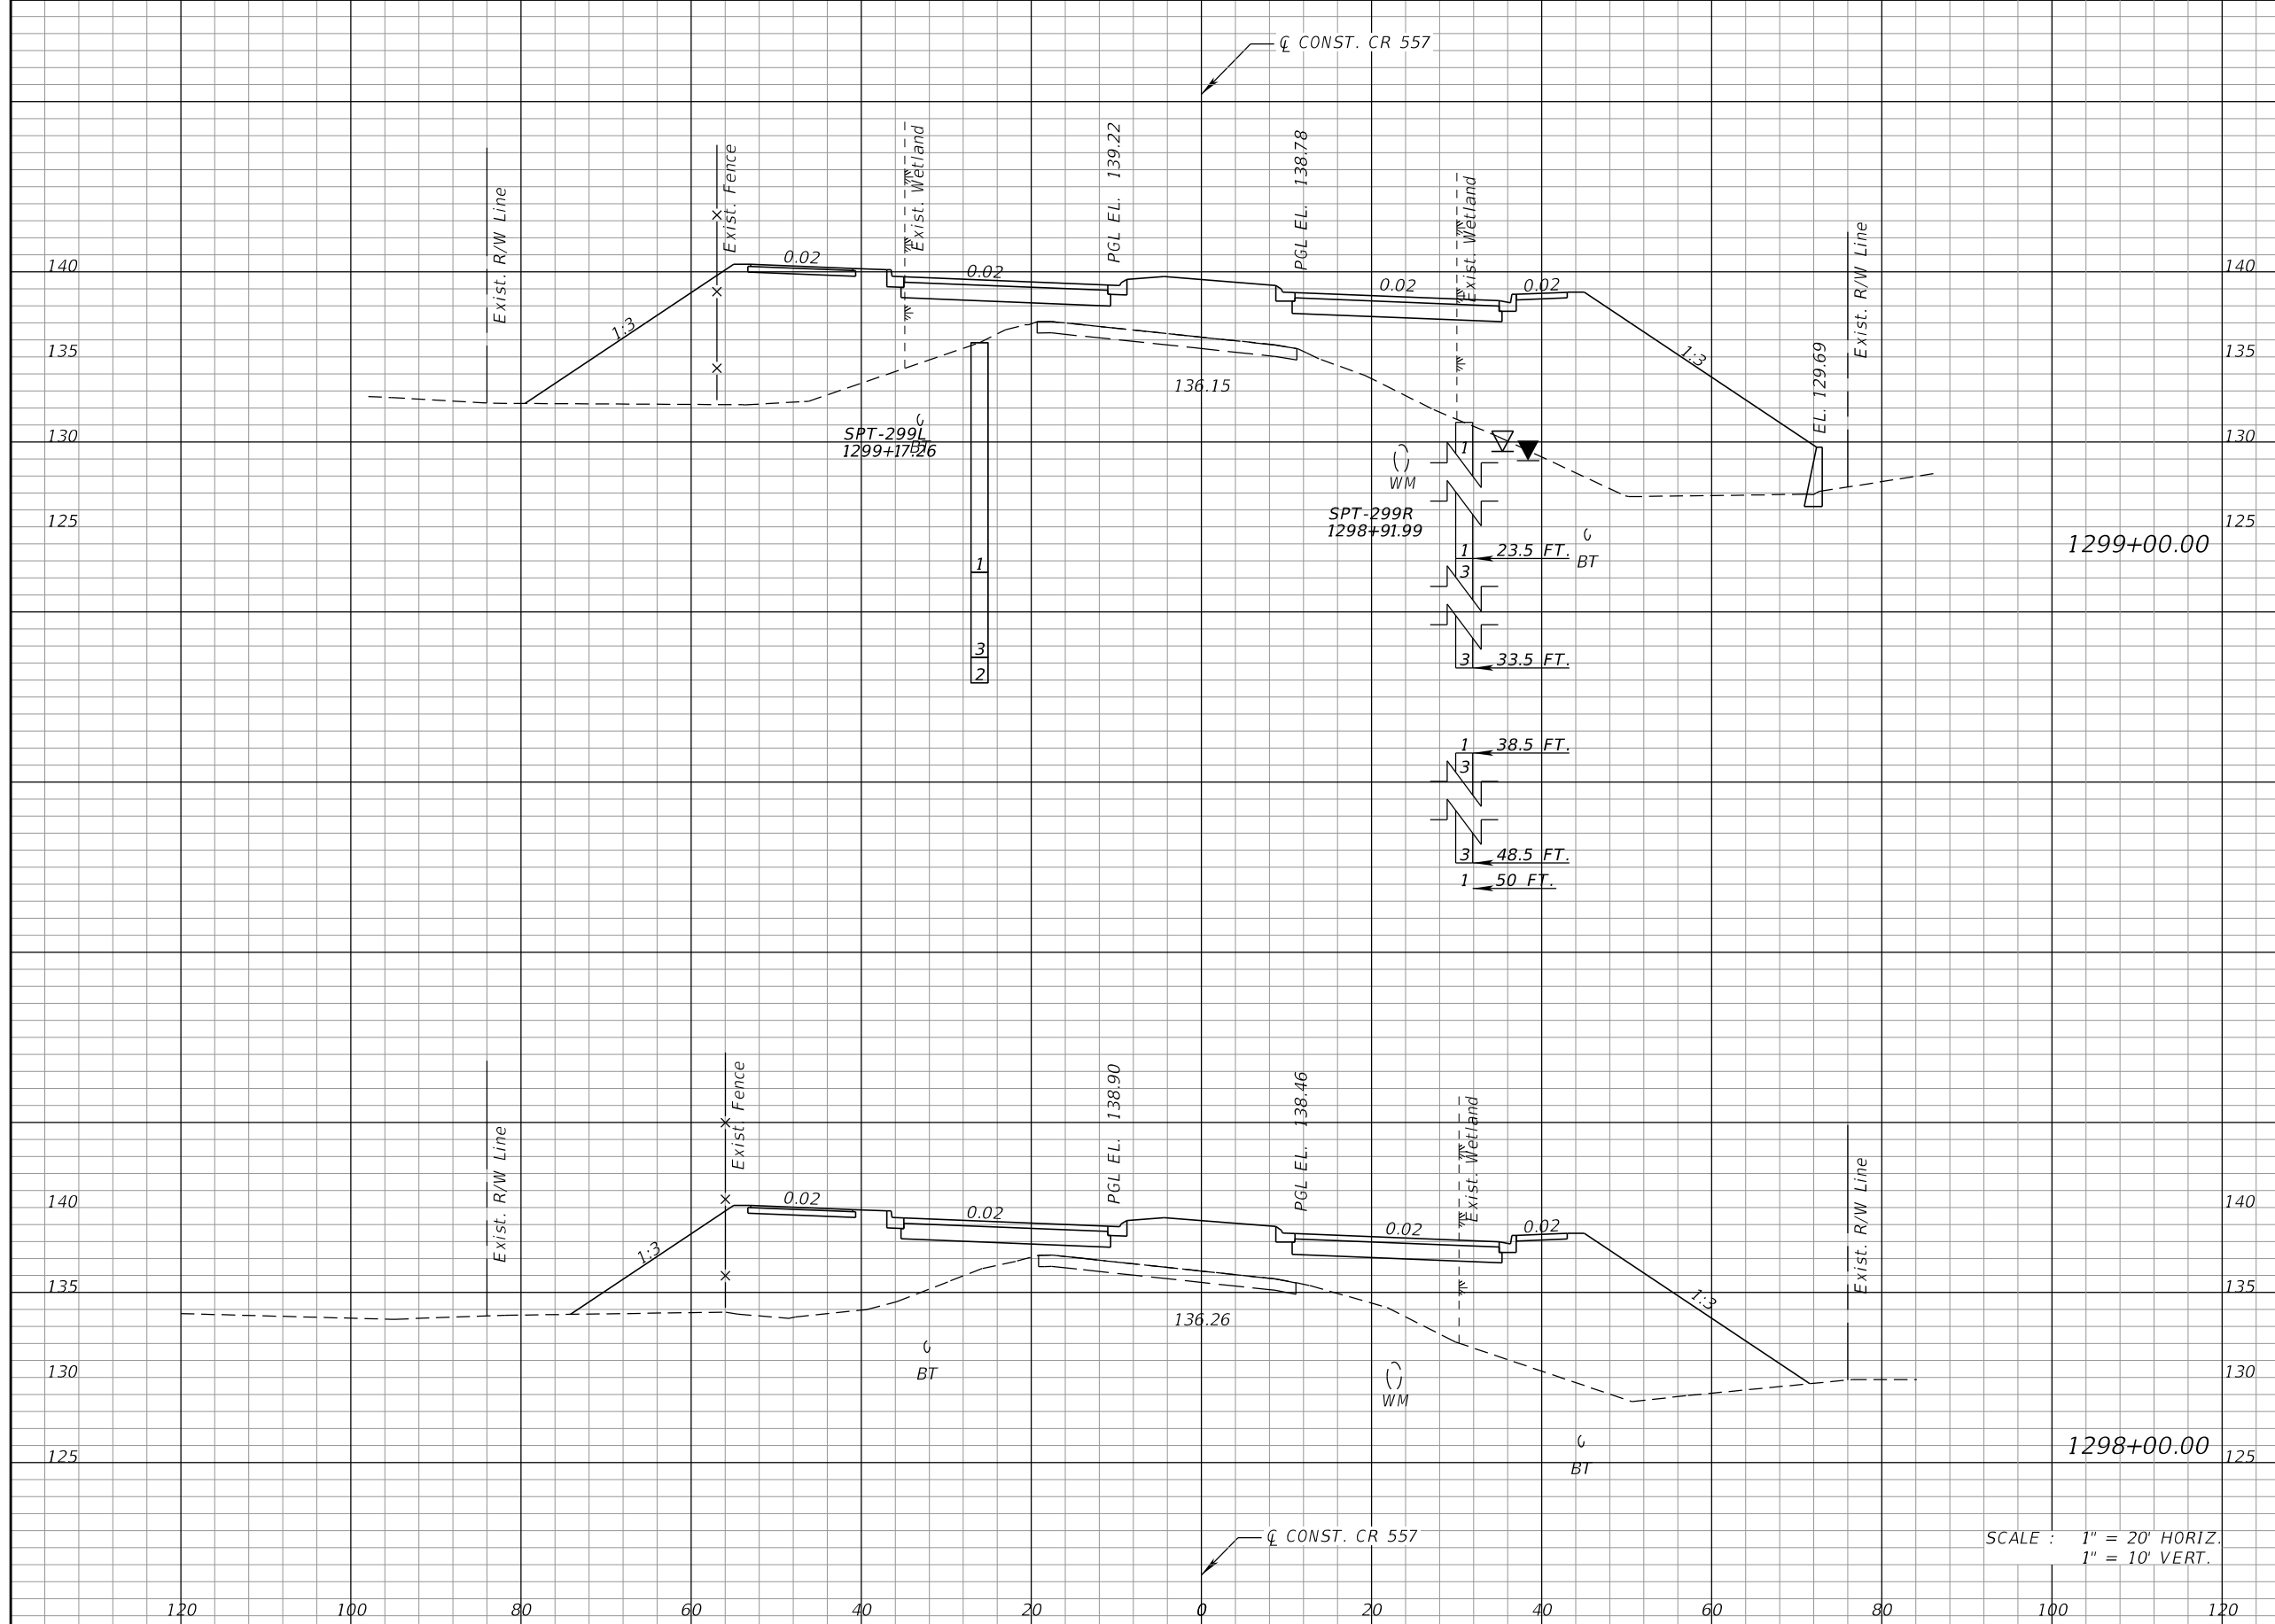 ℄ CONST. CR 557
Exist. R/W Line
Exist. Fence
Exist. Wetland
PGL EL. 139.22
PGL EL. 138.78
Exist. Wetland
Exist. R/W Line
140
0.02
0.02
0.02
0.02
140
1:3
1:3
135
135
136.15
EL. 129.69
130
SPT-299L
1299+17.26
BT
1
130
WM
125
SPT-299R
1298+91.99
125
1 23.5 FT.
BT
1299+00.00
1
3
3
3 33.5 FT.
2
1 38.5 FT.
3
3 48.5 FT.
1 50 FT.
Exist. R/W Line
Exist. Fence
PGL EL. 138.90
PGL EL. 138.46
Exist. Wetland
Exist. R/W Line
140
0.02
0.02
0.02
0.02
140
1:3
1:3
135
135
136.26
130
BT
130
WM
125
BT
1298+00.00
125
℄ CONST. CR 557
SCALE : 1" = 20' HORIZ.
1" = 10' VERT.
120 100 80 60 40 20 0 20 40 60 80 100 120